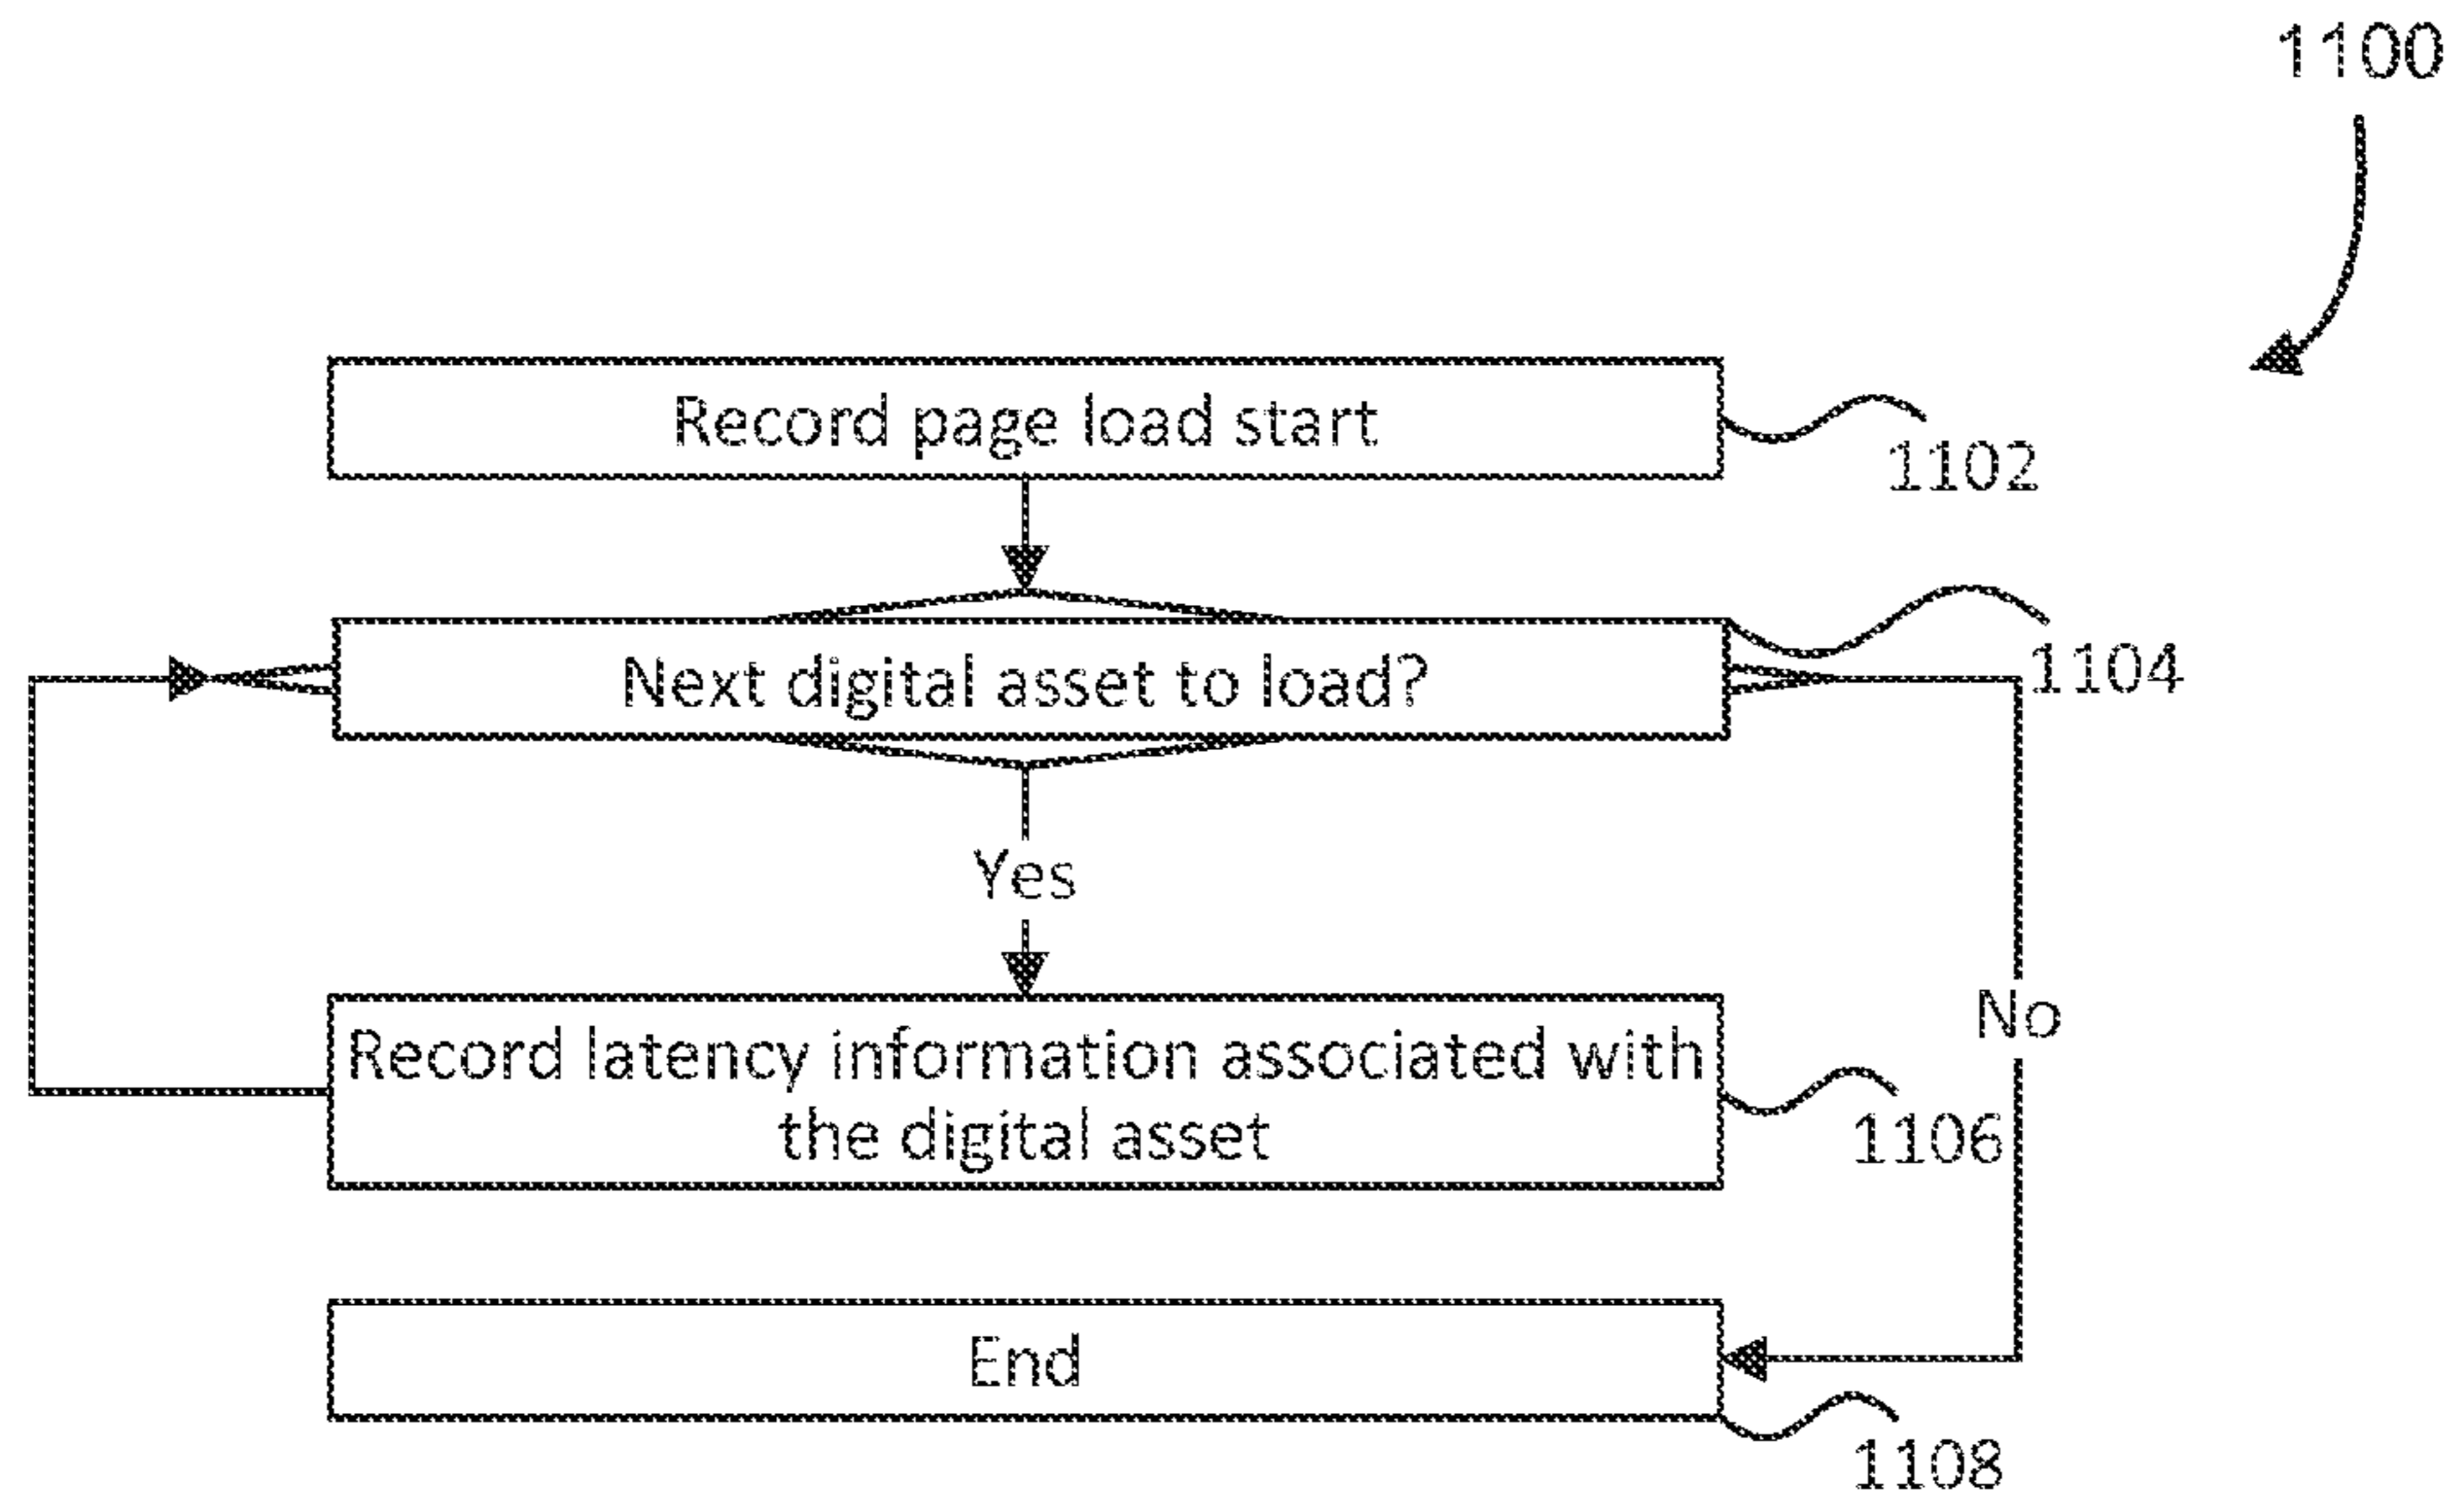 1100
Record page load start
1102
Next digital asset to load?
1104
Yes
No
Record latency information associated with
the digital asset
1106
End
1108